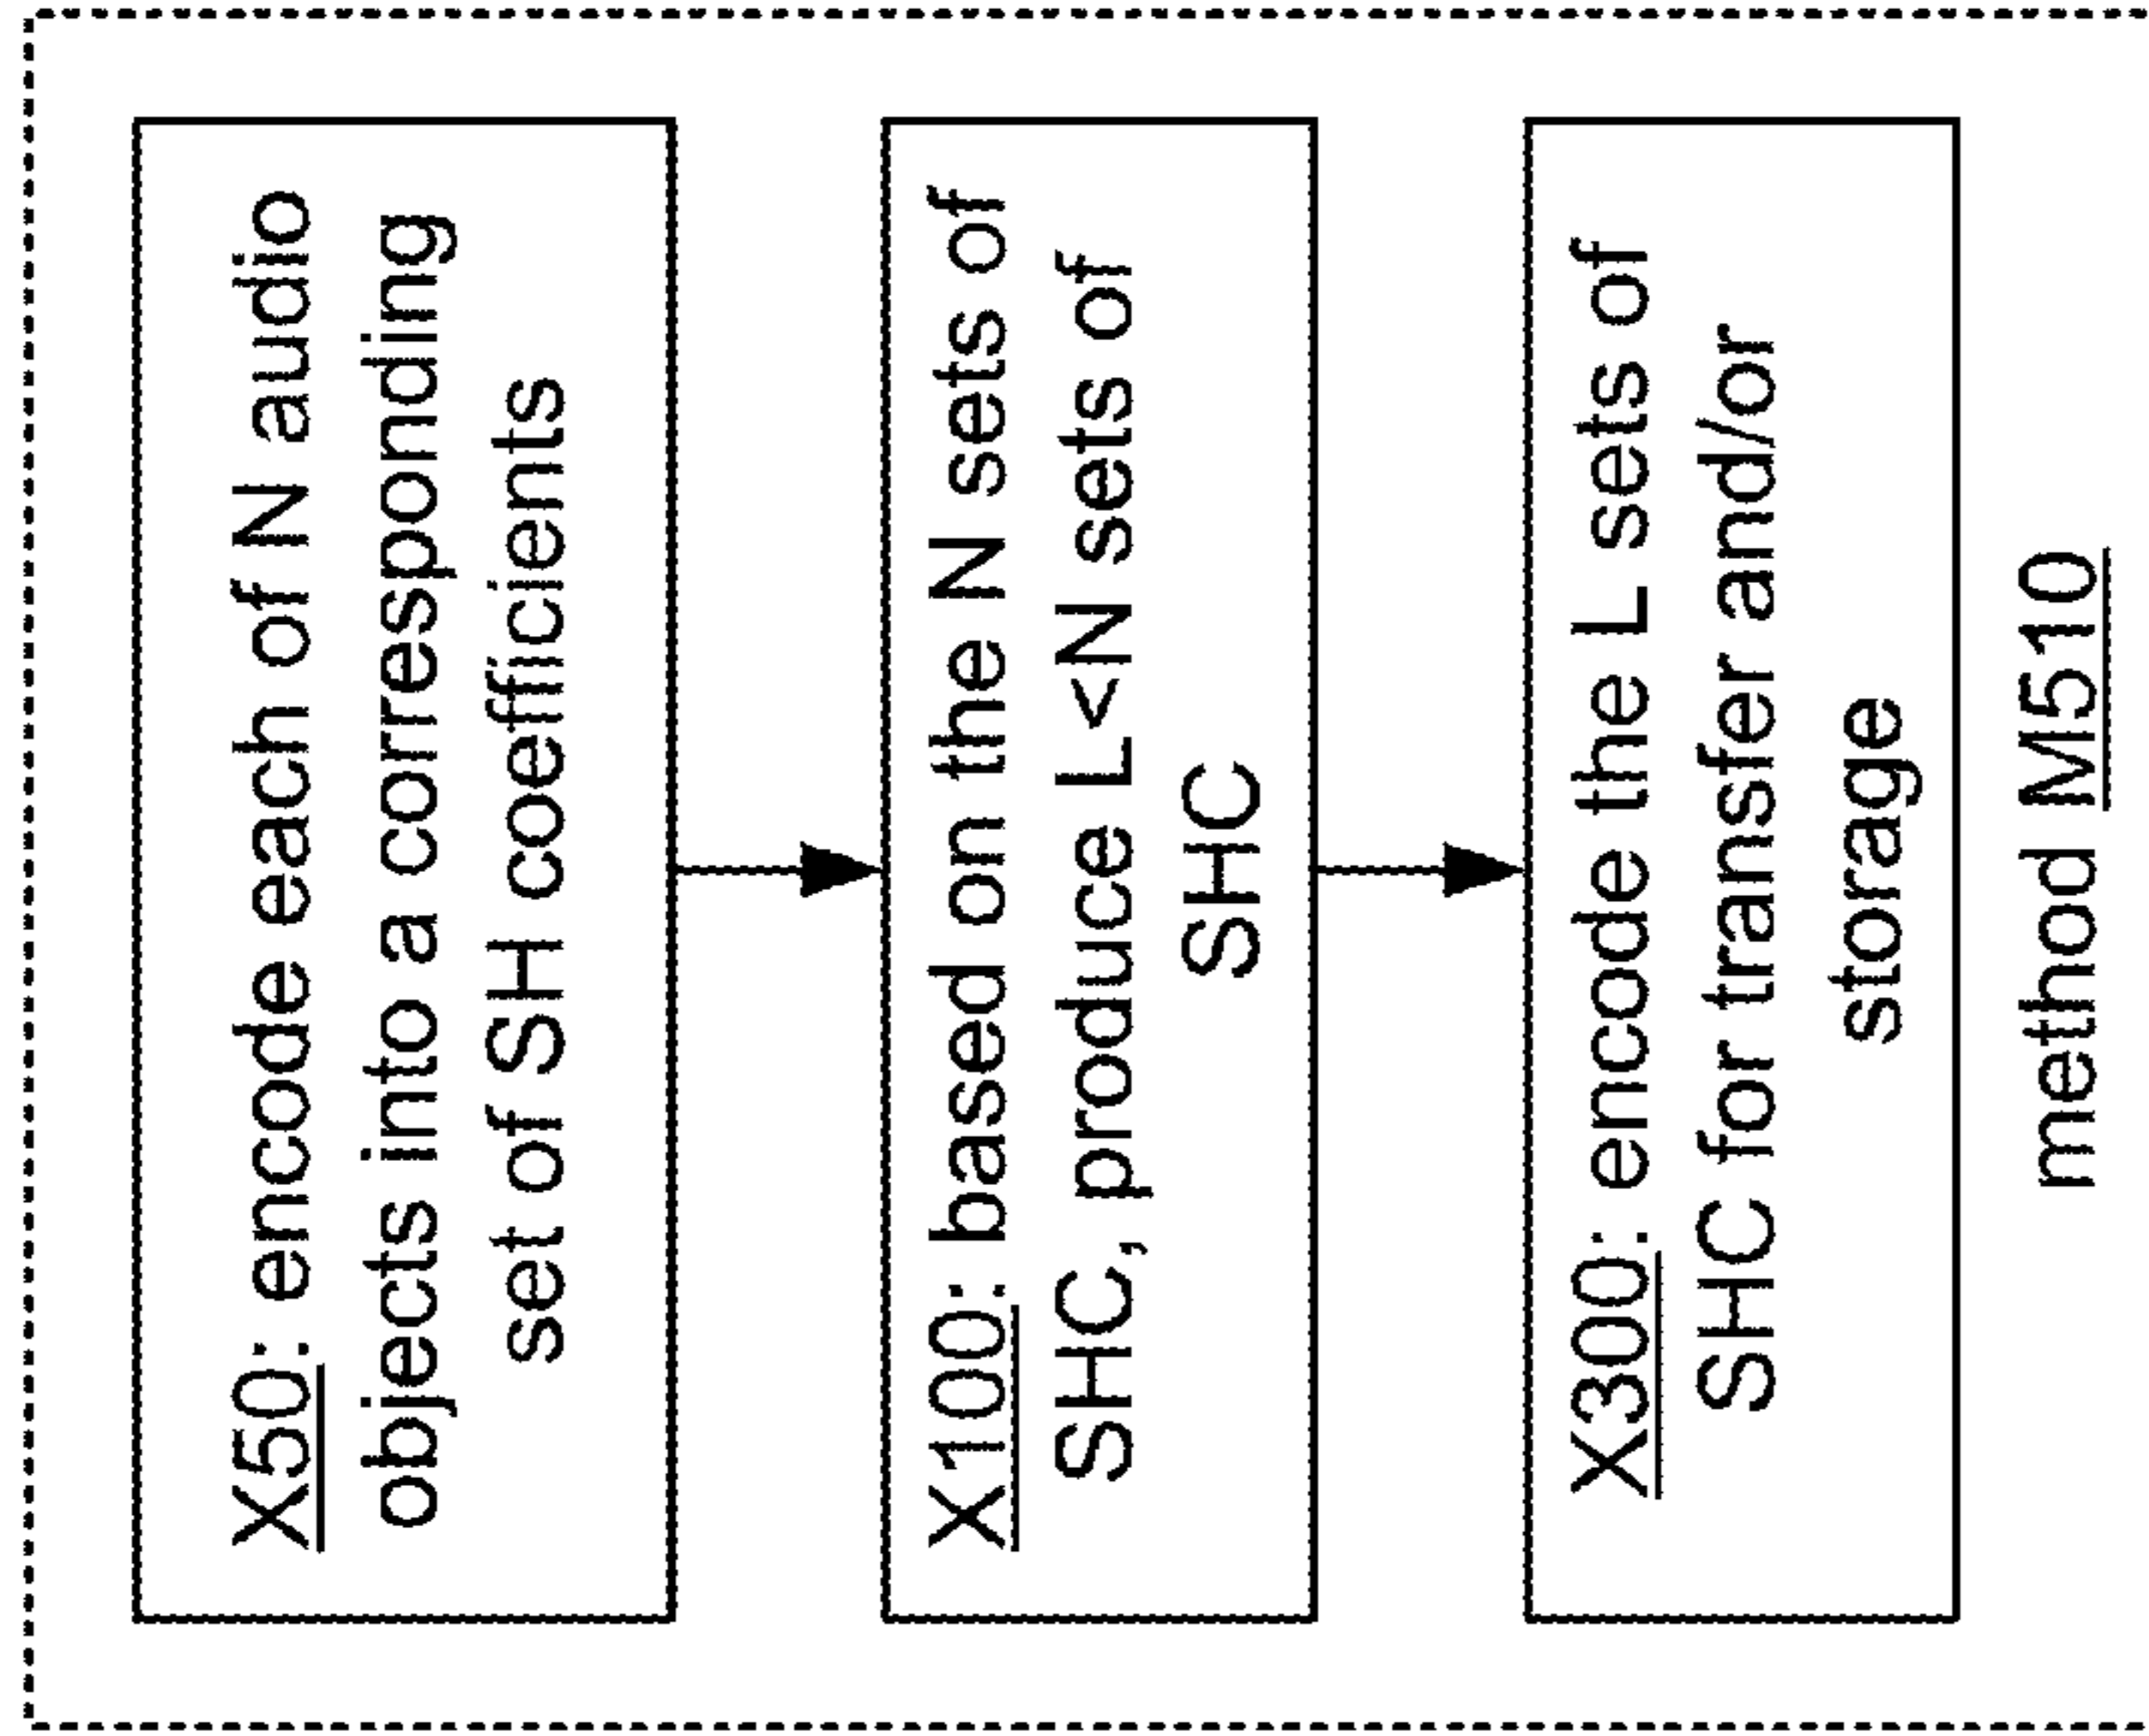 X50: encode each of N audio
objects into a corresponding
set of SH coefficients
X100: based on the N sets of
SHC, produce L<N sets of
SHC
X300: encode the L sets of
SHC for transfer and/or
storage
method M510